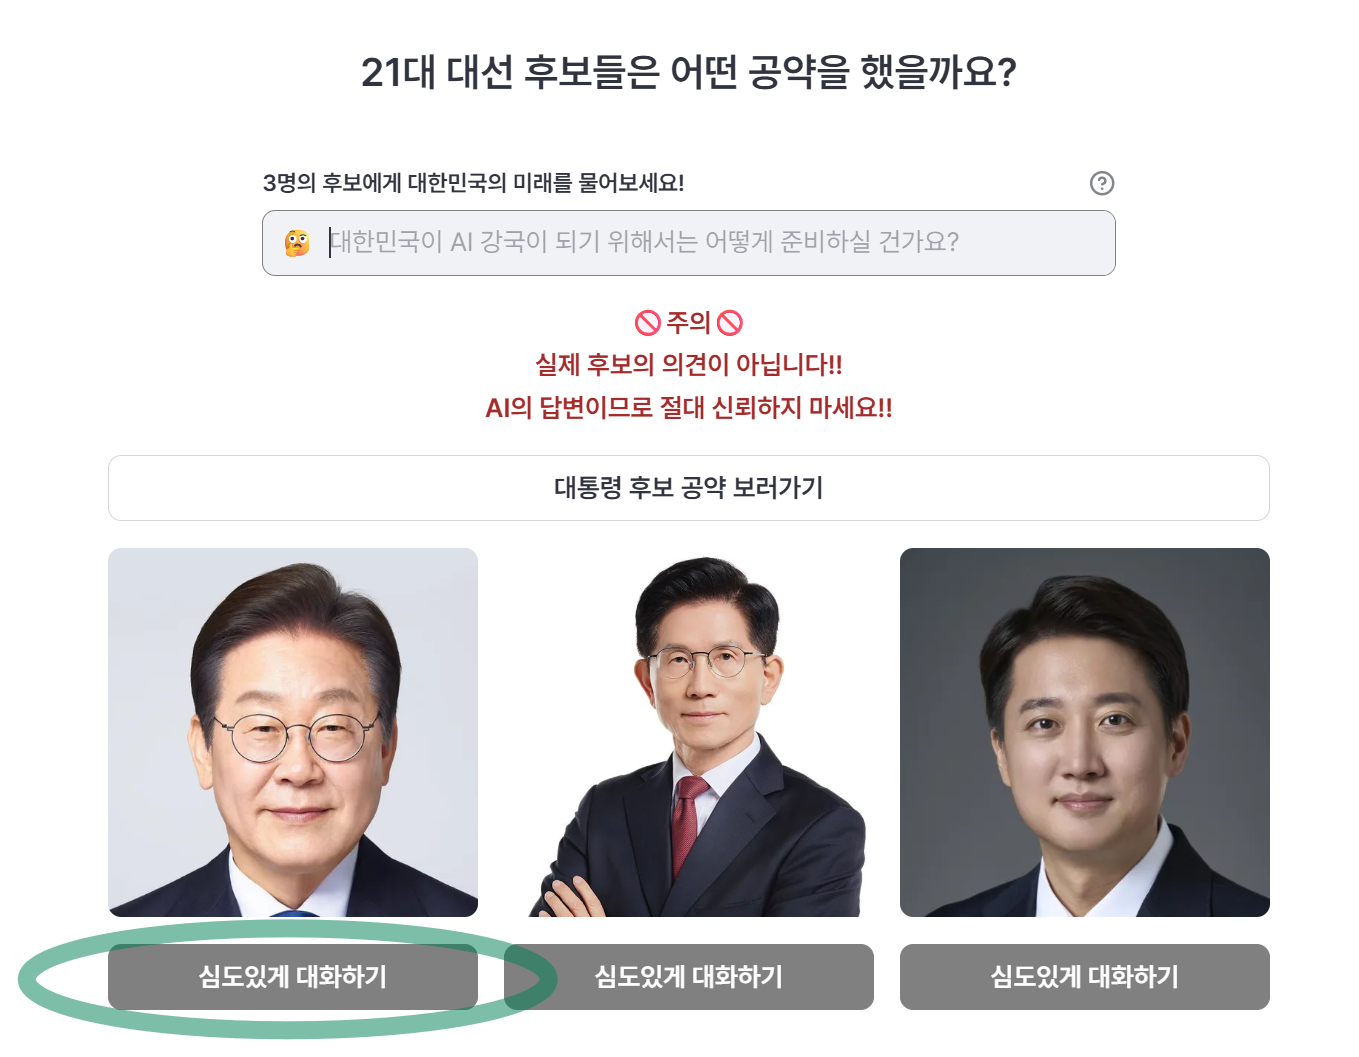 21대 대선 후보들은 어떤 공약을 했을까요?
3명의 후보에게 대한민국의 미래를 물어보세요!
대한민국이 AI 강국이 되기 위해서는 어떻게 준비하실 건가요?
🚫 주의 🚫
실제 후보의 의견이 아닙니다!!
AI의 답변이므로 절대 신뢰하지 마세요!!
대통령 후보 공약 보러가기
심도있게 대화하기 심도있게 대화하기 심도있게 대화하기